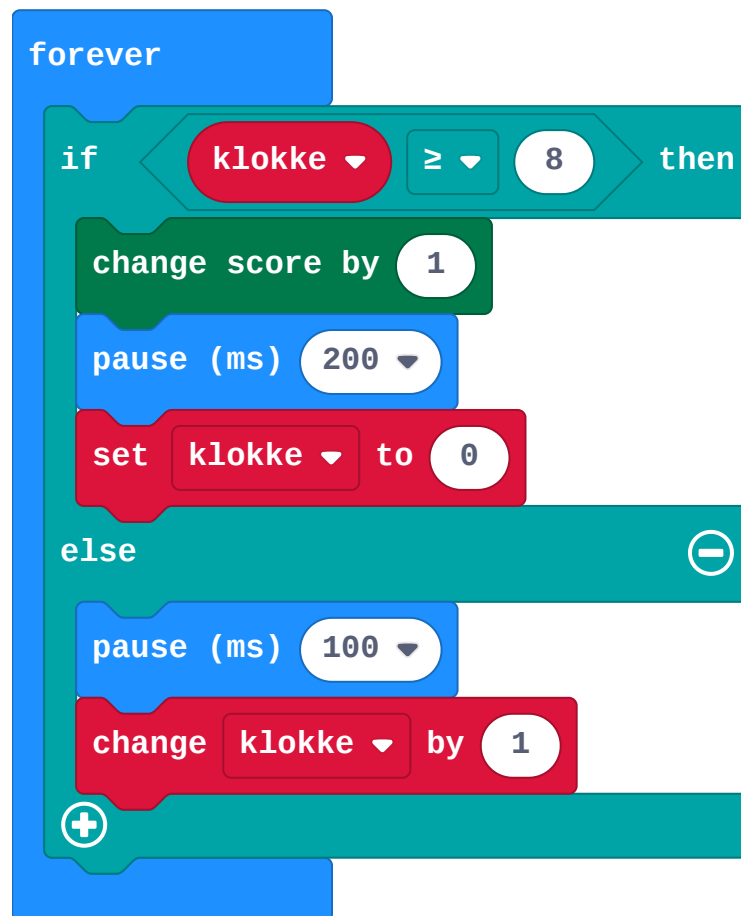 forever
if klokke ≥ 8 then
change score by 1
pause (ms) 200
set klokke to 0
else
pause (ms) 100
change klokke by 1